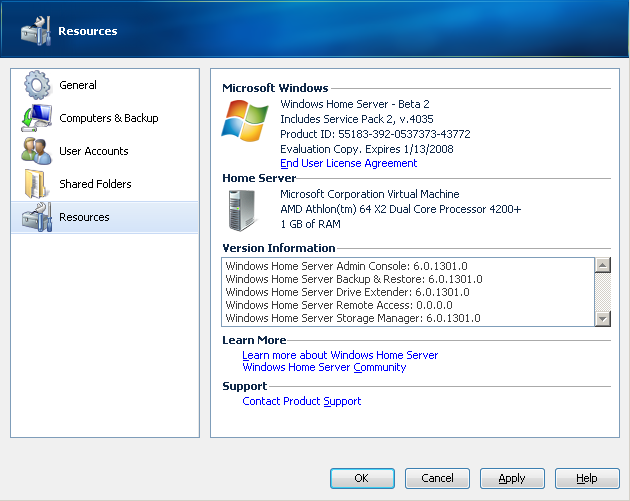 Resources
General
Computers & Backup
User Accounts
Shared Folders
Resources
Microsoft Windows
Windows Home Server - Beta 2
Includes Service Pack 2, v.4035
Product ID: 55183-392-0537373-43772
Evaluation Copy. Expires 1/13/2008
End User License Agreement
Home Server
Microsoft Corporation Virtual Machine
AMD Athlon(tm) 64 X2 Dual Core Processor 4200+
1 GB of RAM
Version Information
Windows Home Server Admin Console: 6.0.1301.0
Windows Home Server Backup & Restore: 6.0.1301.0
Windows Home Server Drive Extender: 6.0.1301.0
Windows Home Server Remote Access: 0.0.0.0
Windows Home Server Storage Manager: 6.0.1301.0
Learn More
Learn more about Windows Home Server
Windows Home Server Community
Support
Contact Product Support
OK
Cancel
Apply
Help